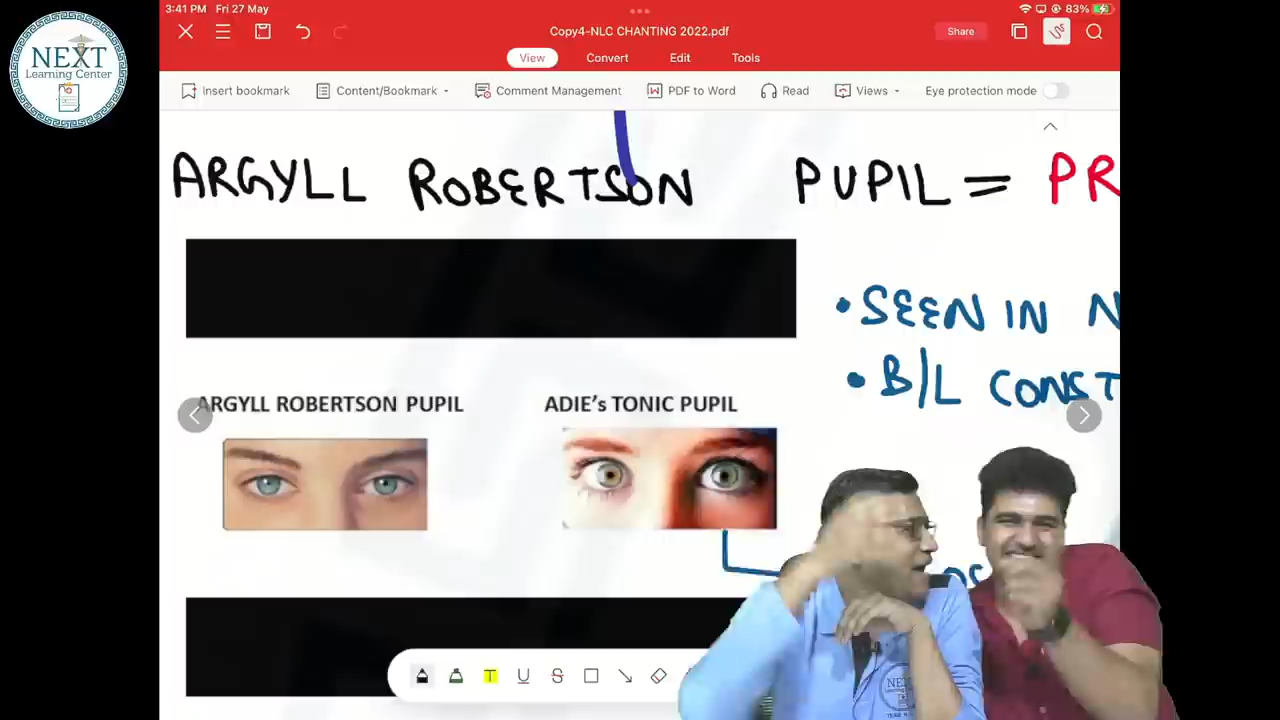 3:41 PM Fri 27 May
83%
NEXT
Learning Center
Copy4-NLC CHANTING 2022.pdf
Share
View Convert Edit Tools
Insert bookmark Content/Bookmark Comment Management PDF to Word Read Views Eye protection mode
ARGYLL ROBERTSON PUPIL = PR
• SEEN IN N
• B/L CONST
ARGYLL ROBERTSON PUPIL ADIE's TONIC PUPIL
T U S
NEXT